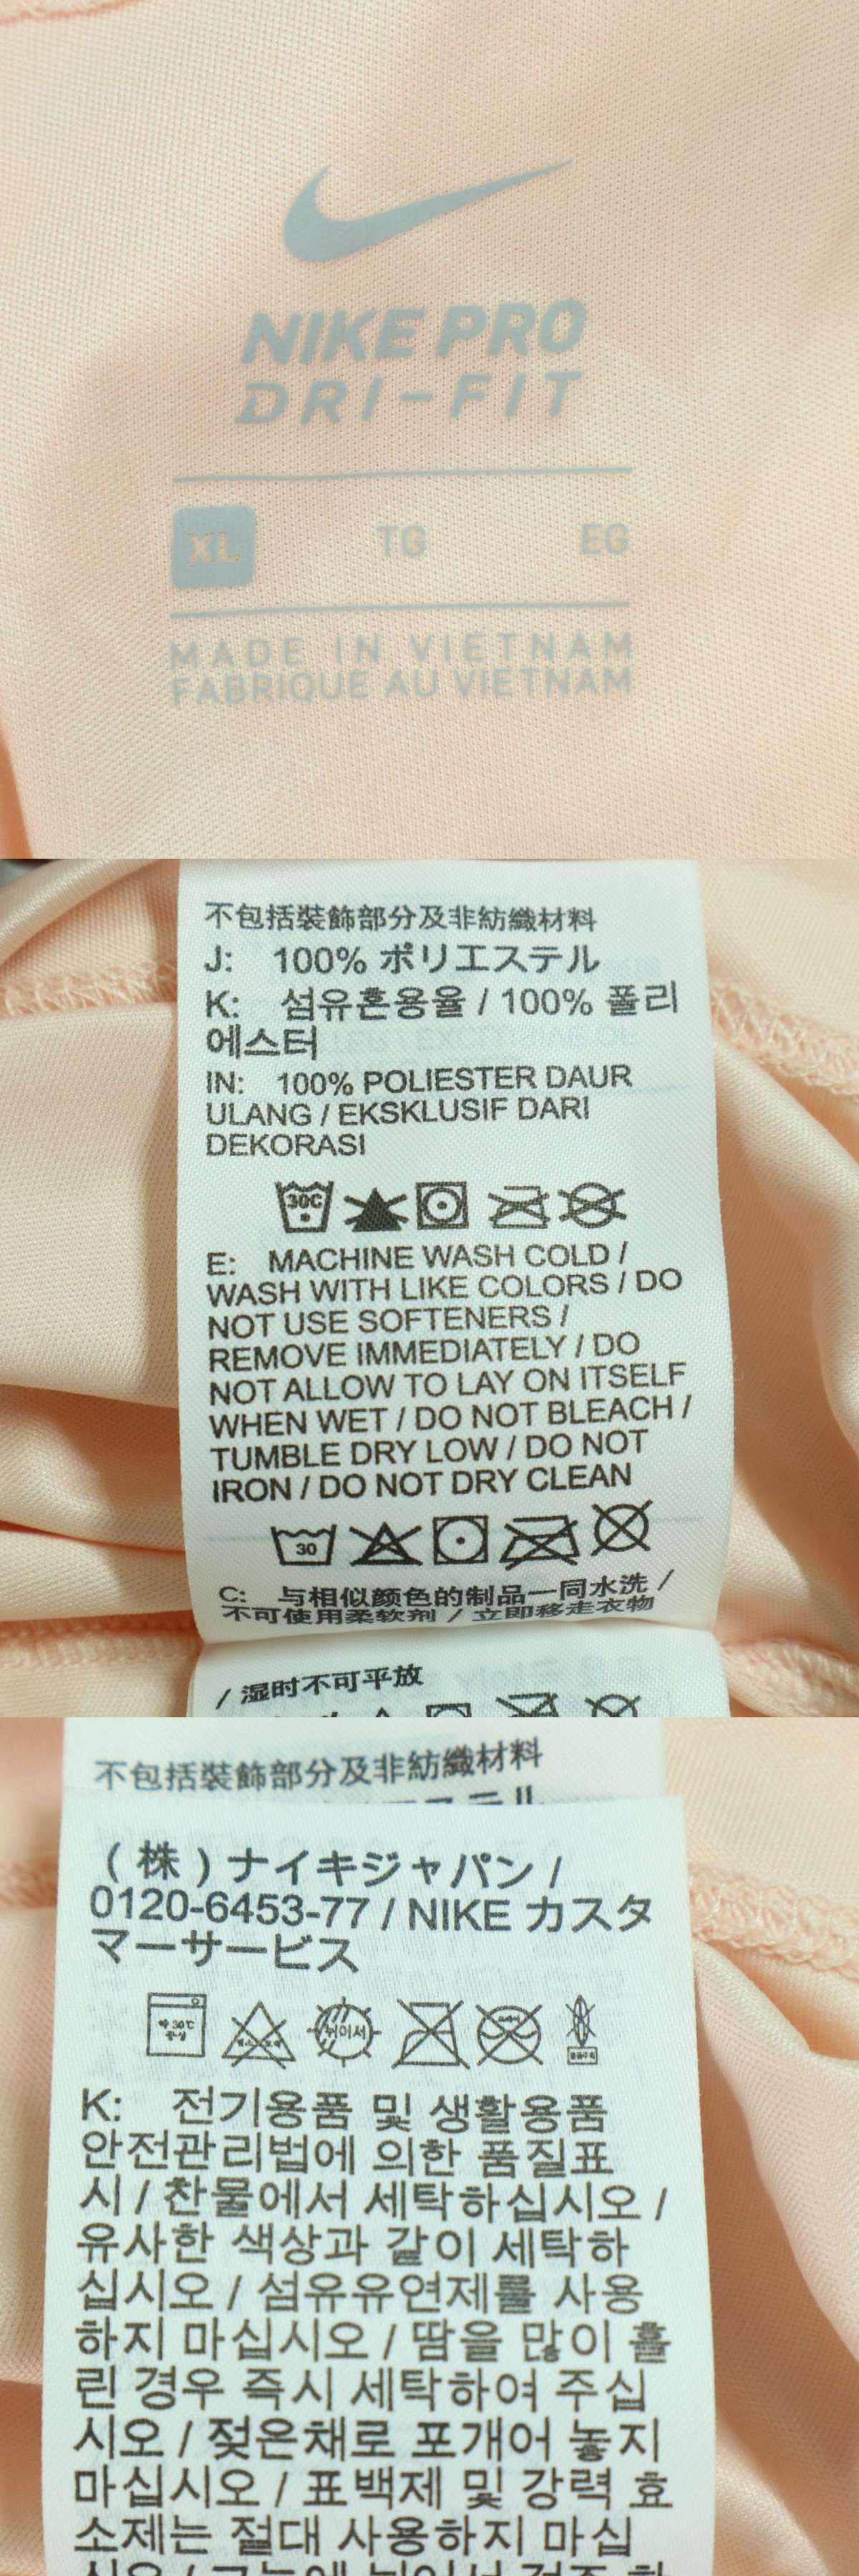 NIKE PRO
DRI-FIT
XL TG EG
MADE IN VIETNAM
FABRIQUE AU VIETNAM
不包括裝飾部分及非紡織材料
J: 100% ポリエステル
K: 섬유혼용율 / 100% 폴리
에스터
IN: 100% POLIESTER DAUR
ULANG / EKSKLUSIF DARI
DEKORASI
30C
E: MACHINE WASH COLD /
WASH WITH LIKE COLORS / DO
NOT USE SOFTENERS /
REMOVE IMMEDIATELY / DO
NOT ALLOW TO LAY ON ITSELF
WHEN WET / DO NOT BLEACH /
TUMBLE DRY LOW / DO NOT
IRON / DO NOT DRY CLEAN
30
C: 与相似颜色的制品一同水洗 /
不可使用柔软剂 / 立即移走衣物
/ 湿时不可平放
不包括裝飾部分及非紡織材料
(株) ナイキジャパン /
0120-6453-77 / NIKE カスタ
マーサービス
약 30℃
중성
뉘어서
K: 전기용품 및 생활용품
안전관리법에 의한 품질표
시 / 찬물에서 세탁하십시오 /
유사한 색상과 같이 세탁하
십시오 / 섬유유연제를 사용
하지 마십시오 / 땀을 많이 흘
린 경우 즉시 세탁하여 주십
시오 / 젖은채로 포개어 놓지
마십시오 / 표백제 및 강력 효
소제는 절대 사용하지 마십